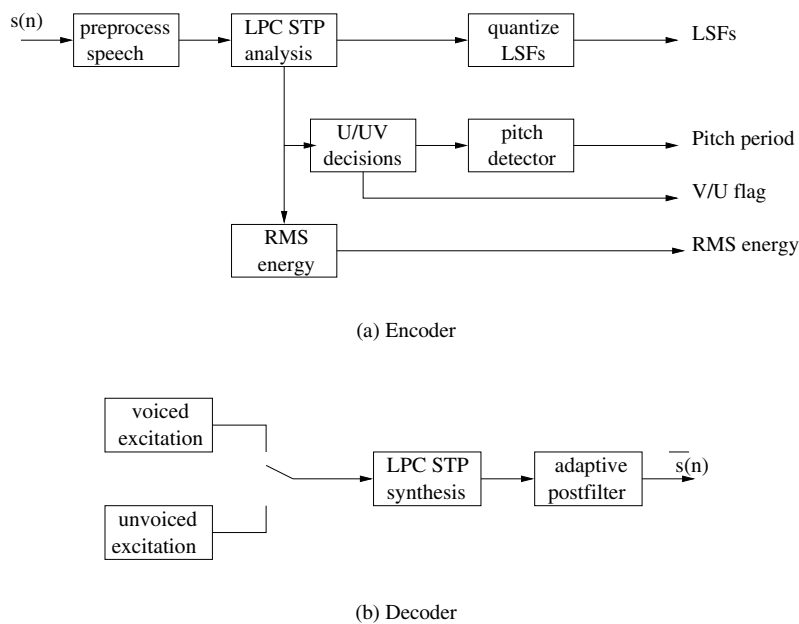 s(n)
preprocess
speech
LPC STP
analysis
quantize
LSFs
LSFs
U/UV
decisions
pitch
detector
Pitch period
V/U flag
RMS
energy
RMS energy
(a) Encoder
voiced
excitation
LPC STP
synthesis
adaptive
postfilter
s(n)
unvoiced
excitation
(b) Decoder